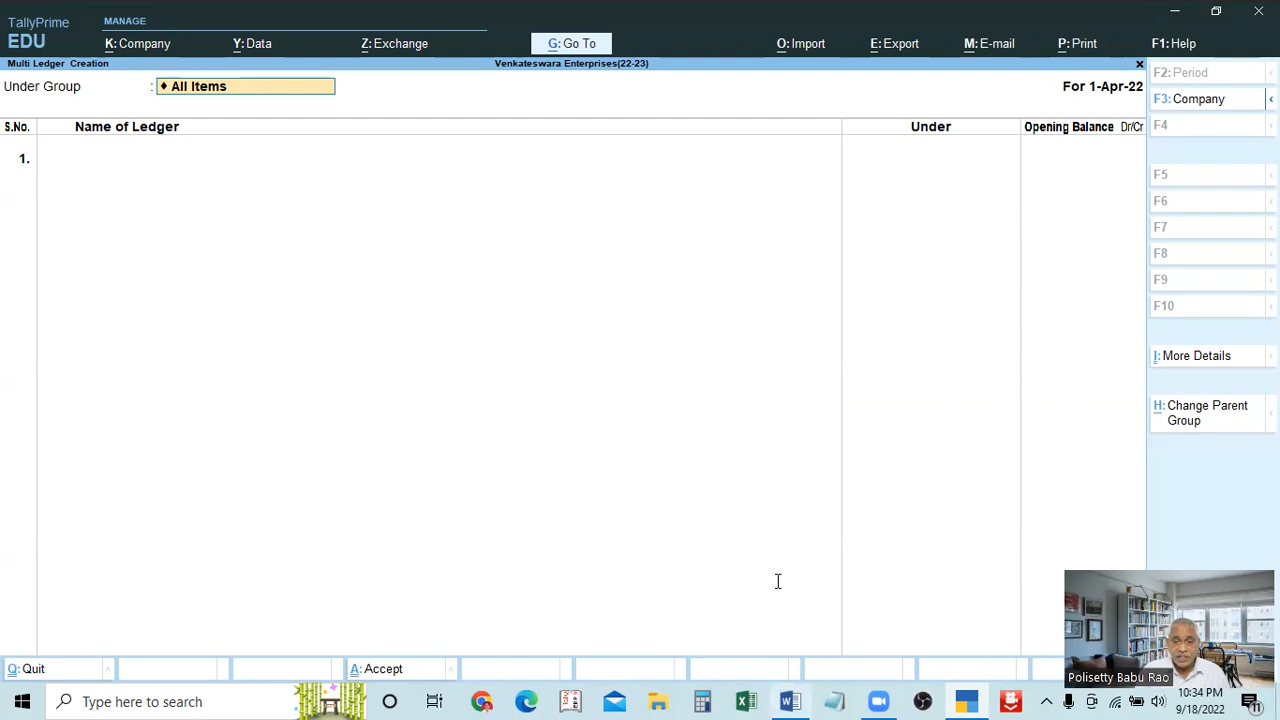 TallyPrime
EDU
MANAGE
K: Company
Y: Data
Z: Exchange
G: Go To
O: Import
E: Export
M: E-mail
P: Print
F1: Help
Multi Ledger Creation
Venkateswara Enterprises(22-23)
Under Group : ♦ All Items
For 1-Apr-22
S.No.
Name of Ledger
Under
Opening Balance Dr/Cr
1.
F2: Period
F3: Company
F4
F5
F6
F7
F8
F9
F10
I: More Details
H: Change Parent
Group
Q: Quit
A: Accept
Polisetty Babu Rao
Type here to search
10:34 PM
9/18/2022